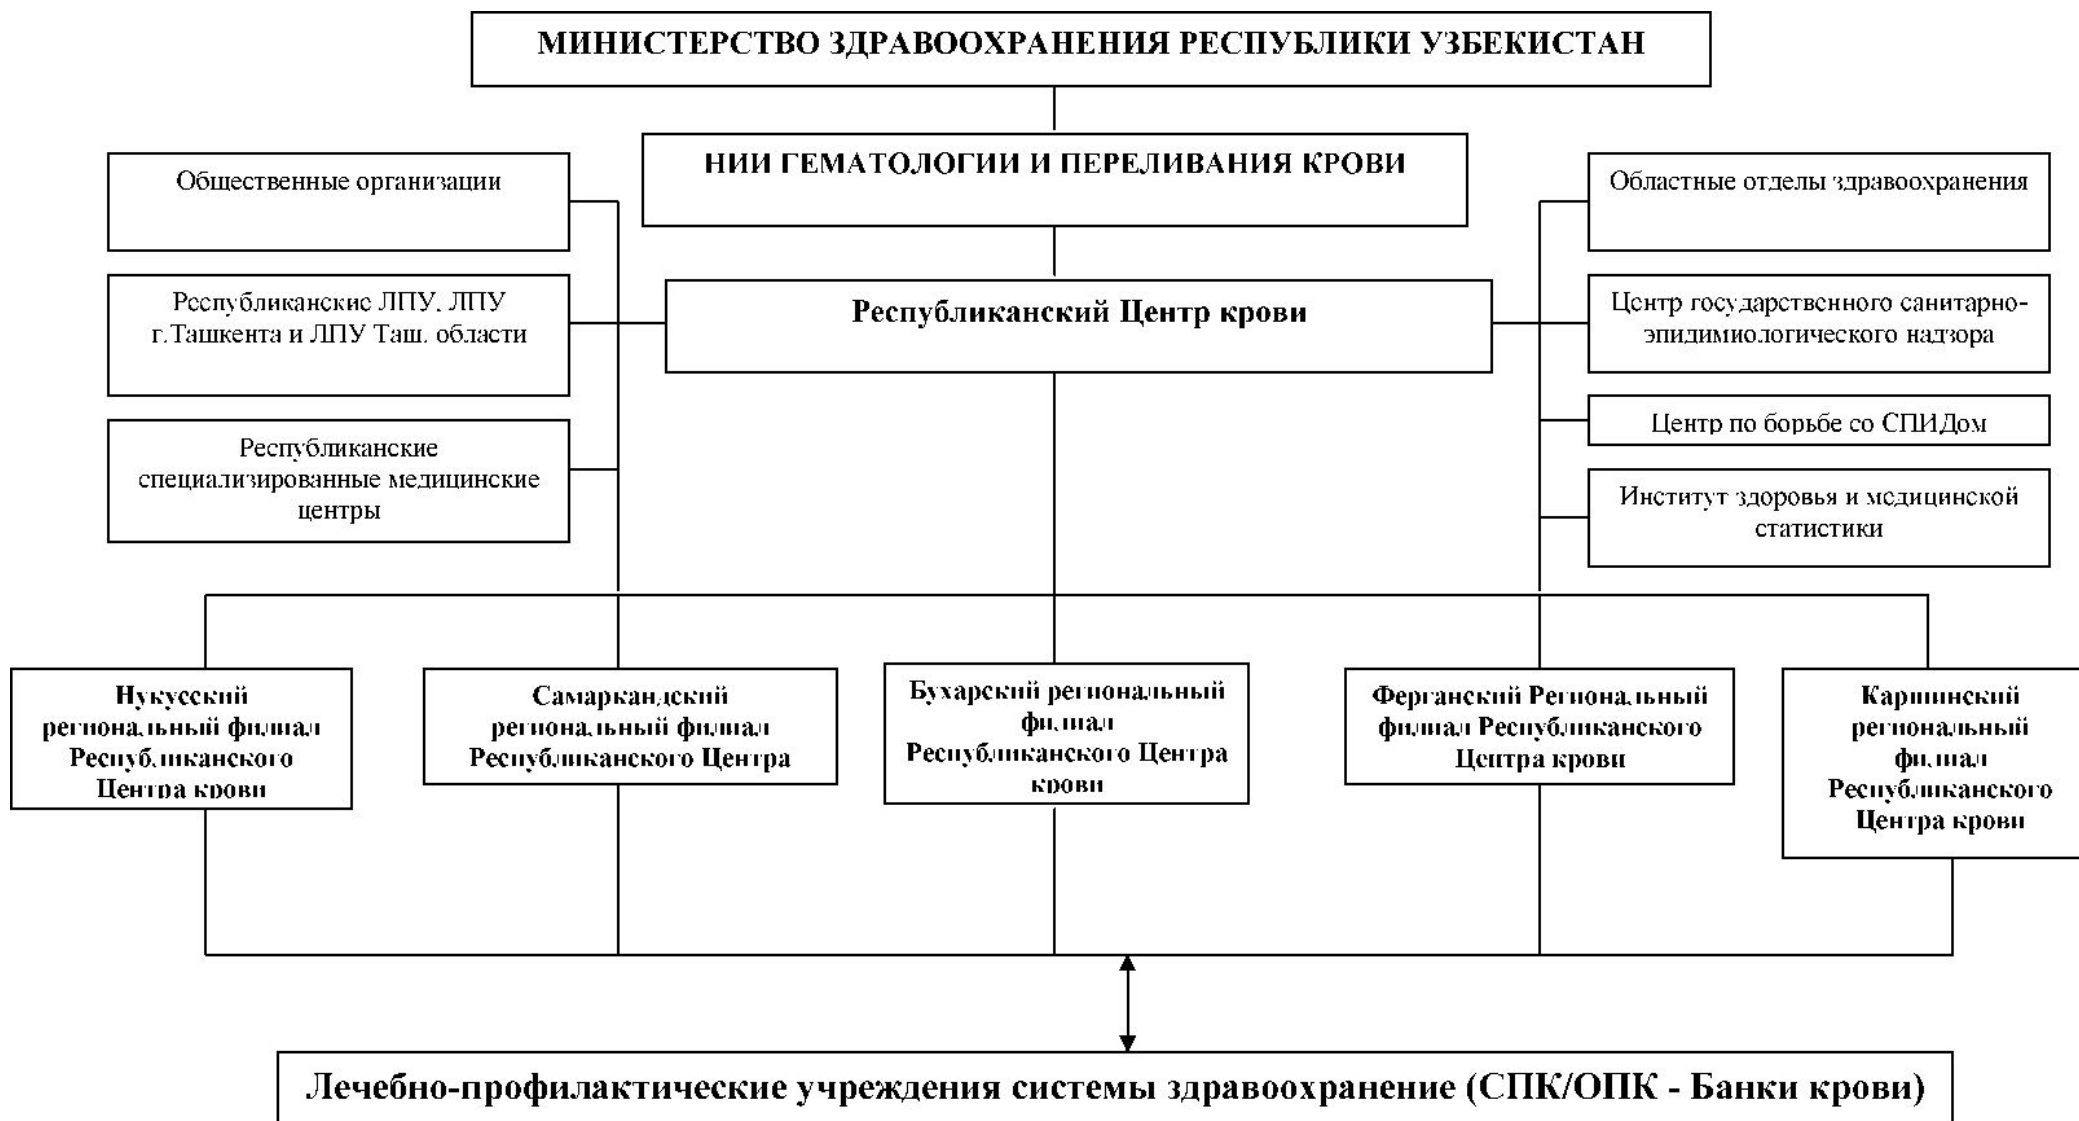 МИНИСТЕРСТВО ЗДРАВООХРАНЕНИЯ РЕСПУБЛИКИ УЗБЕКИСТАН
НИИ ГЕМАТОЛОГИИ И ПЕРЕЛИВАНИЯ КРОВИ
Общественные организации
Областные отделы здравоохранения
Республиканские ЛПУ, ЛПУ
г.Ташкента и ЛПУ Таш. области
Республиканский Центр крови
Центр государственного санитарно-
эпидимиологического надзора
Центр по борьбе со СПИДом
Республиканские
специализированные медицинские
центры
Институт здоровья и медицинской
статистики
Нукусский
региональный филиал
Республиканского
Центра крови
Самаркандский
региональный филиал
Республиканского Центра
Бухарский региональный
филиал
Республиканского Центра
крови
Ферганский Региональный
филиал Республиканского
Центра крови
Каршинский
региональный
филиал
Республиканского
Центра крови
Лечебно-профилактические учреждения системы здравоохранение (СПК/ОПК - Банки крови)